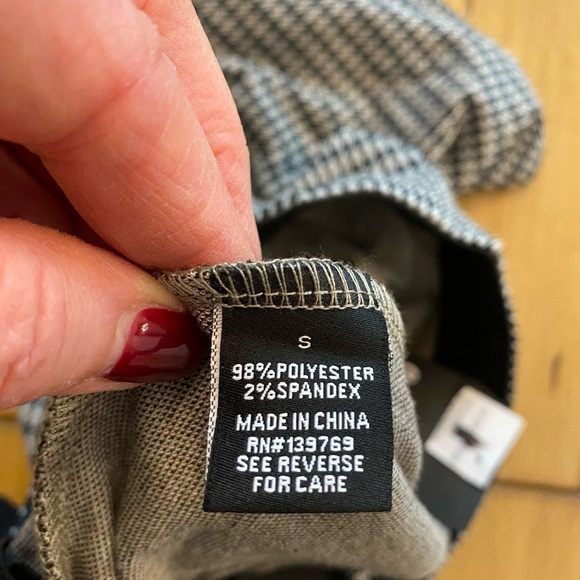 S
98%POLYESTER
2%SPANDEX
MADE IN CHINA
RN#139769
SEE REVERSE
FOR CARE